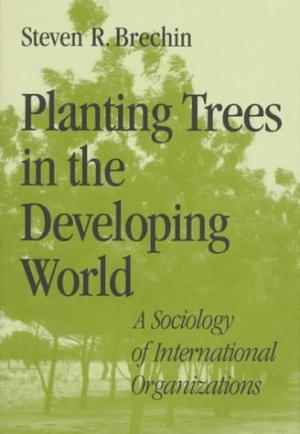 Steven R. Brechin
Planting Trees
in the
Developing
World
A Sociology
of International
Organizations